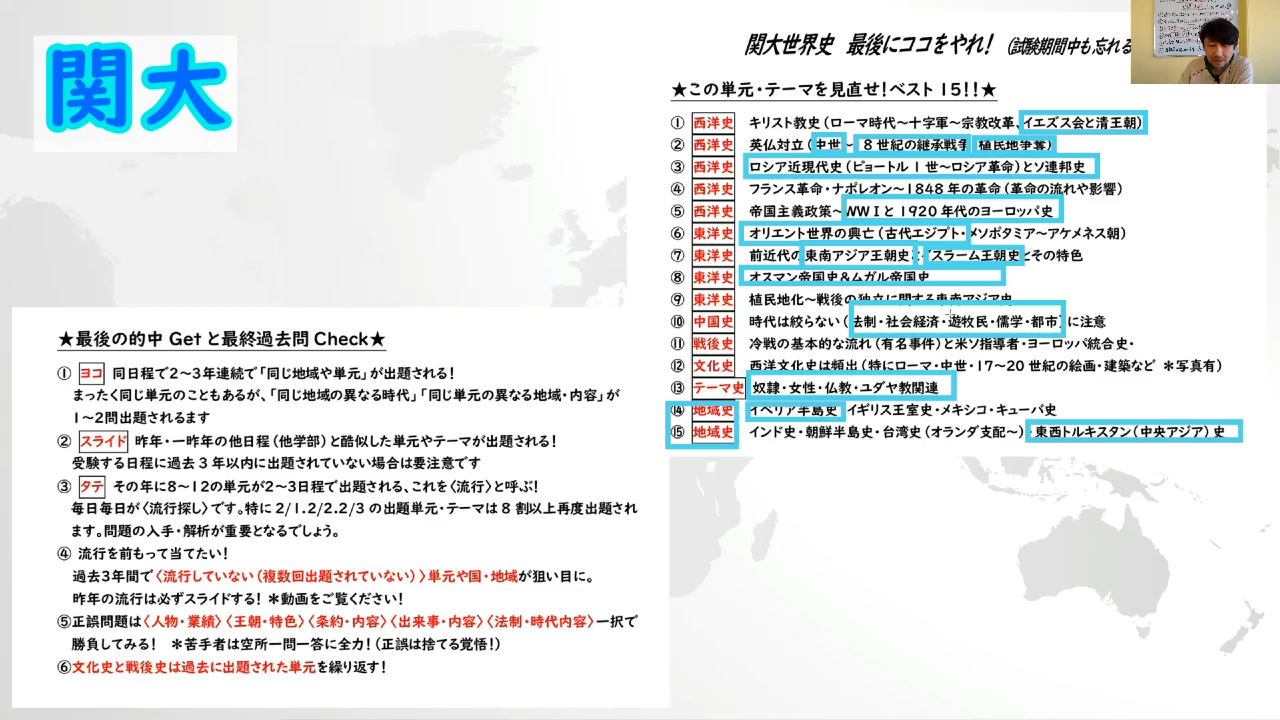 関大
関大世界史 最後にココをやれ! (試験期間中も忘れる
★この単元・テーマを見直せ!ベスト15!!★
① 西洋史 キリスト教史(ローマ時代~十字軍~宗教改革、イエズス会と清王朝)
② 西洋史 英仏対立(中世~ 8世紀の継承戦争 植民地争奪)
③ 西洋史 ロシア近現代史(ピョートル1世~ロシア革命)とソ連邦史
④ 西洋史 フランス革命・ナポレオン~1848年の革命(革命の流れや影響)
⑤ 西洋史 帝国主義政策~WWⅠと1920年代のヨーロッパ史
⑥ 東洋史 オリエント世界の興亡(古代エジプト・メソポタミア~アケメネス朝)
⑦ 東洋史 前近代の東南アジア王朝史 イスラーム王朝史とその特色
⑧ 東洋史 オスマン帝国史&ムガル帝国史
⑨ 東洋史 植民地化~戦後の独立に関する東南アジア史
⑩ 中国史 時代は絞らない(法制・社会経済・遊牧民・儒学・都市)に注意
⑪ 戦後史 冷戦の基本的な流れ(有名事件)と米ソ指導者・ヨーロッパ統合史・
⑫ 文化史 西洋文化史は頻出(特にローマ・中世・17~20世紀の絵画・建築など *写真有)
⑬ テーマ史 奴隷・女性・仏教・ユダヤ教関連
⑭ 地域史 イベリア半島史 イギリス王室史・メキシコ・キューバ史
⑮ 地域史 インド史・朝鮮半島史・台湾史(オランダ支配~)・東西トルキスタン(中央アジア)史
★最後の的中Getと最終過去問Check★
① ヨコ 同日程で2~3年連続で「同じ地域や単元」が出題される!
まったく同じ単元のこともあるが、「同じ地域の異なる時代」「同じ単元の異なる地域・内容」が
1~2問出題されます
② スライド 昨年・一昨年の他日程(他学部)と酷似した単元やテーマが出題される!
受験する日程に過去3年以内に出題されていない場合は要注意です
③ タテ その年に8~12の単元が2~3日程で出題される、これを〈流行〉と呼ぶ!
毎日毎日が〈流行探し〉です。特に2/1.2/2.2/3の出題単元・テーマは8割以上再度出題され
ます。問題の入手・解析が重要となるでしょう。
④ 流行を前もって当てたい!
過去3年間で〈流行していない(複数回出題されていない)〉単元や国・地域が狙い目に。
昨年の流行は必ずスライドする! *動画をご覧ください!
⑤正誤問題は〈人物・業績〉〈王朝・特色〉〈条約・内容〉〈出来事・内容〉〈法制・時代内容〉一択で
勝負してみる! *苦手者は空所一問一答に全力!(正誤は捨てる覚悟!)
⑥文化史と戦後史は過去に出題された単元を繰り返す!